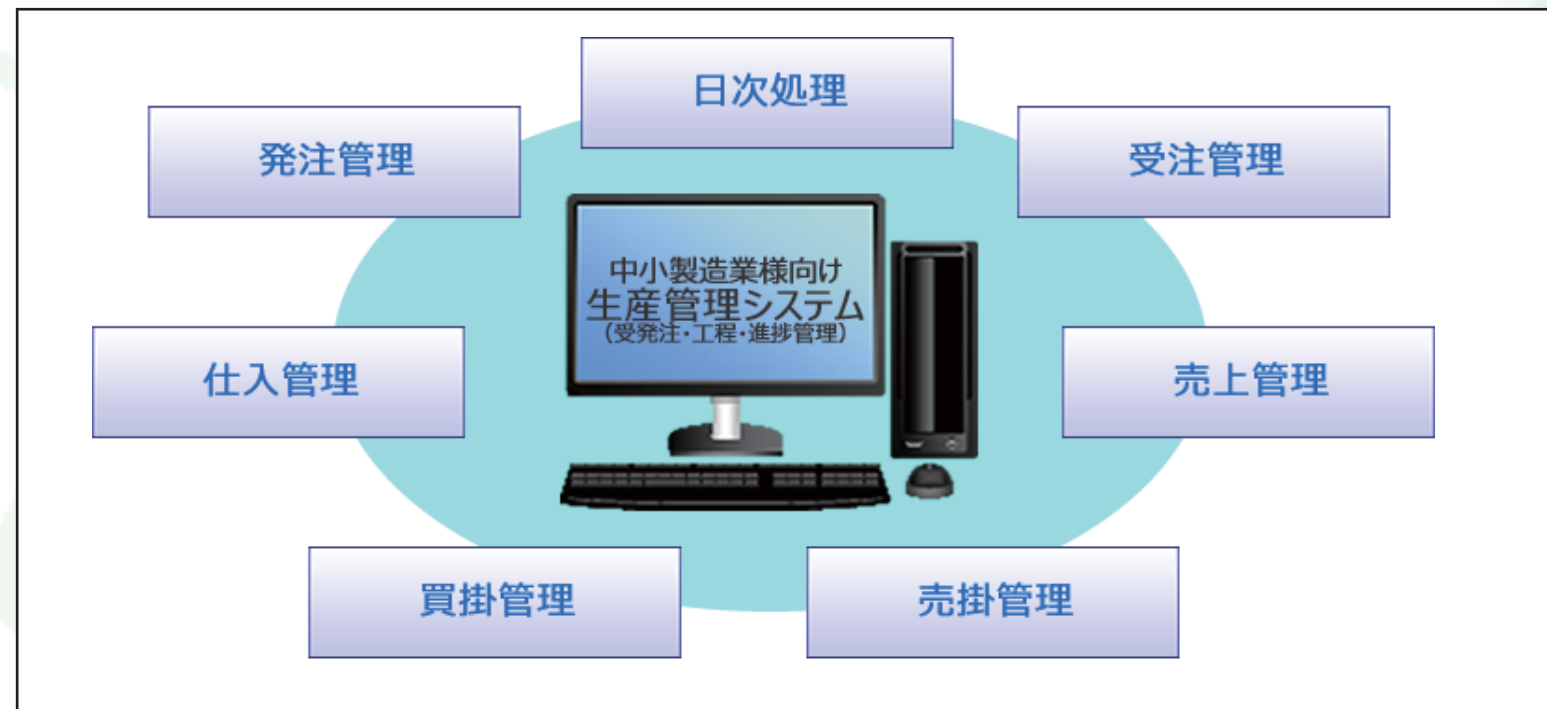 日次処理
発注管理
受注管理
中小製造業様向け
生産管理システム
(受発注・工程・進捗管理)
仕入管理
売上管理
買掛管理
売掛管理